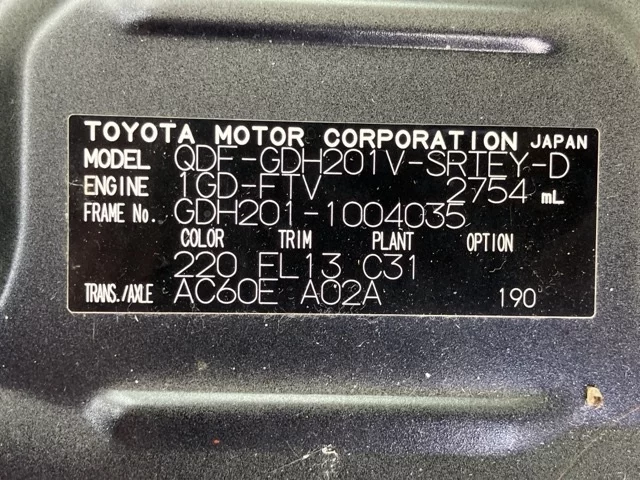 TOYOTA MOTOR CORPORATION JAPAN
MODEL QDF-GDH201V-SRTEY-D
ENGINE 1GD-FTV 2754 mL
FRAME No. GDH201-1004035
COLOR TRIM PLANT OPTION
220 FL13 C31
TRANS./AXLE AC60E A02A 190